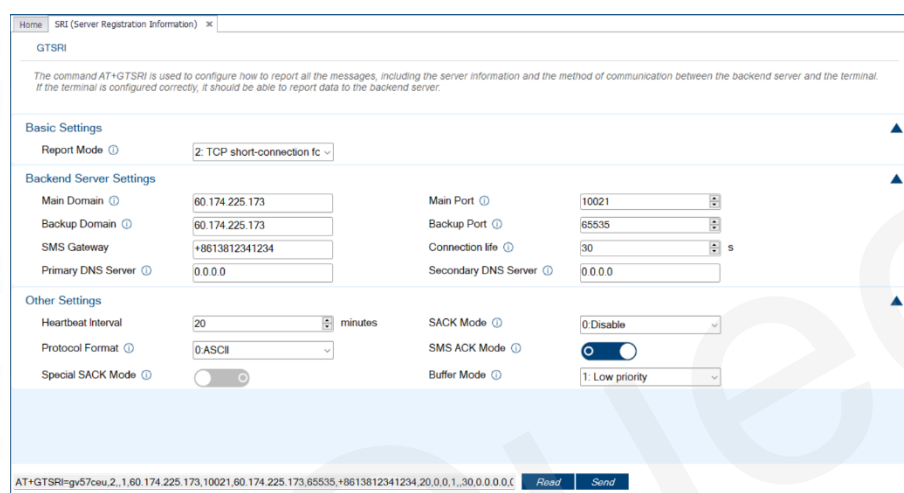 Home SRI (Server Registration Information) ×
GTSRI
The command AT+GTSRI is used to configure how to report all the messages, including the server information and the method of communication between the backend server and the terminal.
If the terminal is configured correctly, it should be able to report data to the backend server.
Basic Settings
Report Mode 2: TCP short-connection fc
Backend Server Settings
Main Domain 60.174.225.173 Main Port 10021
Backup Domain 60.174.225.173 Backup Port 65535
SMS Gateway +8613812341234 Connection life 30 s
Primary DNS Server 0.0.0.0 Secondary DNS Server 0.0.0.0
Other Settings
Heartbeat Interval 20 minutes SACK Mode 0:Disable
Protocol Format 0:ASCII SMS ACK Mode
Special SACK Mode Buffer Mode 1: Low priority
AT+GTSRI=gv57ceu,2,,1,60.174.225.173,10021,60.174.225.173,65535,+8613812341234,20,0,0,1,,30,0.0.0.0,0 Read Send